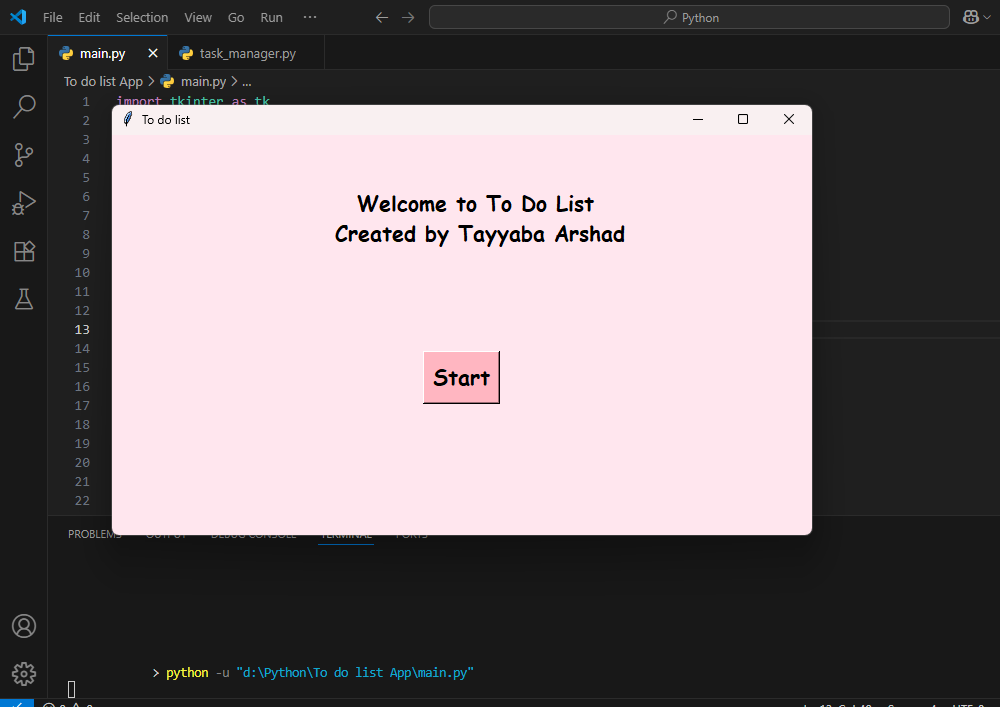 File Edit Selection View Go Run ···
Python
main.py task_manager.py
To do list App > main.py > ...
1 import tkinter as tk
2
3
4
5
6
7
8
9
10
11
12
13
14
15
16
17
18
19
20
21
22
To do list
Welcome to To Do List
Created by Tayyaba Arshad
Start
PROBLEMS OUTPUT DEBUG CONSOLE TERMINAL PORTS
> python -u "d:\Python\To do list App\main.py"